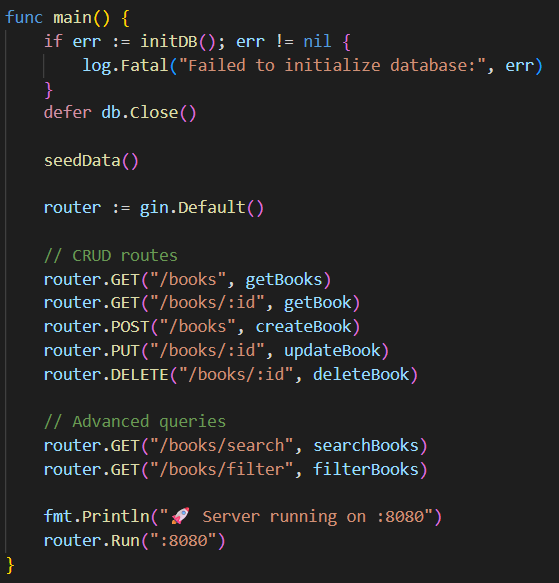 func main() {
    if err := initDB(); err != nil {
        log.Fatal("Failed to initialize database:", err)
    }
    defer db.Close()

    seedData()

    router := gin.Default()

    // CRUD routes
    router.GET("/books", getBooks)
    router.GET("/books/:id", getBook)
    router.POST("/books", createBook)
    router.PUT("/books/:id", updateBook)
    router.DELETE("/books/:id", deleteBook)

    // Advanced queries
    router.GET("/books/search", searchBooks)
    router.GET("/books/filter", filterBooks)

    fmt.Println("🚀 Server running on :8080")
    router.Run(":8080")
}